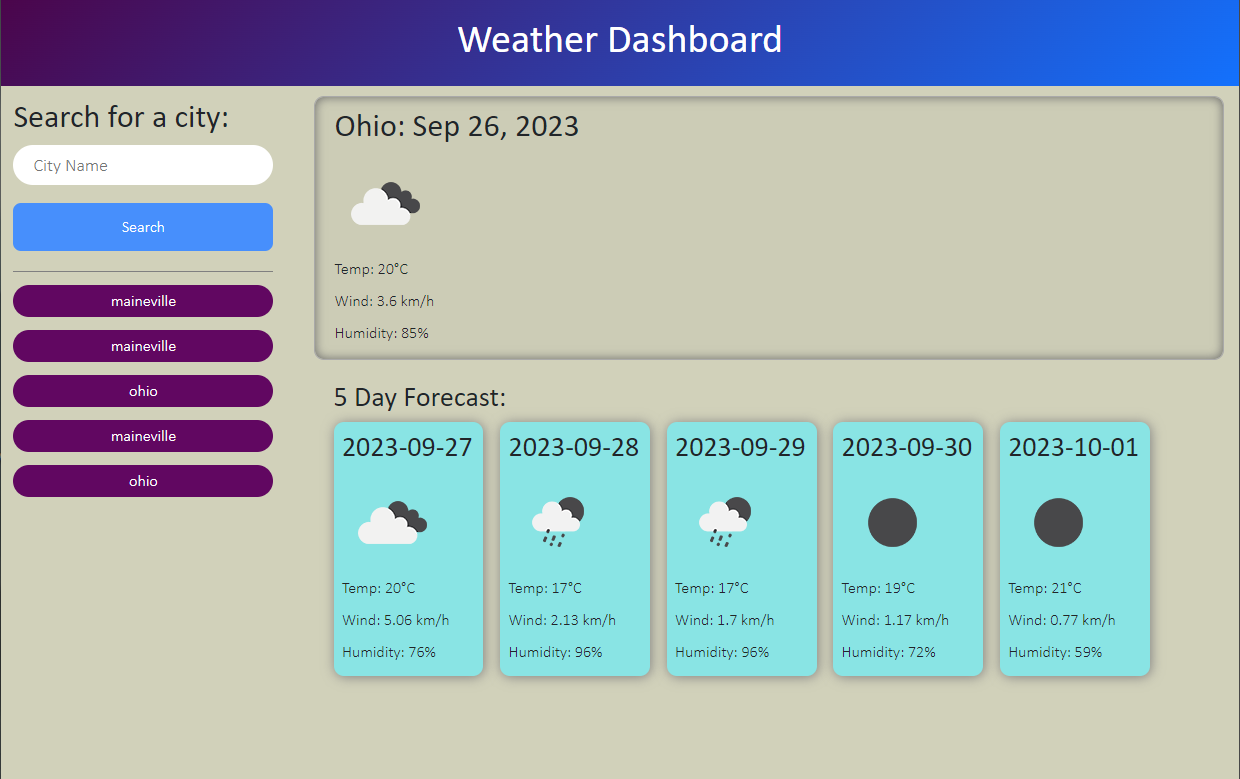 Weather Dashboard
Search for a city:
City Name
Search
maineville
maineville
ohio
maineville
ohio
Ohio: Sep 26, 2023
Temp: 20°C
Wind: 3.6 km/h
Humidity: 85%
5 Day Forecast:
2023-09-27
Temp: 20°C
Wind: 5.06 km/h
Humidity: 76%
2023-09-28
Temp: 17°C
Wind: 2.13 km/h
Humidity: 96%
2023-09-29
Temp: 17°C
Wind: 1.7 km/h
Humidity: 96%
2023-09-30
Temp: 19°C
Wind: 1.17 km/h
Humidity: 72%
2023-10-01
Temp: 21°C
Wind: 0.77 km/h
Humidity: 59%